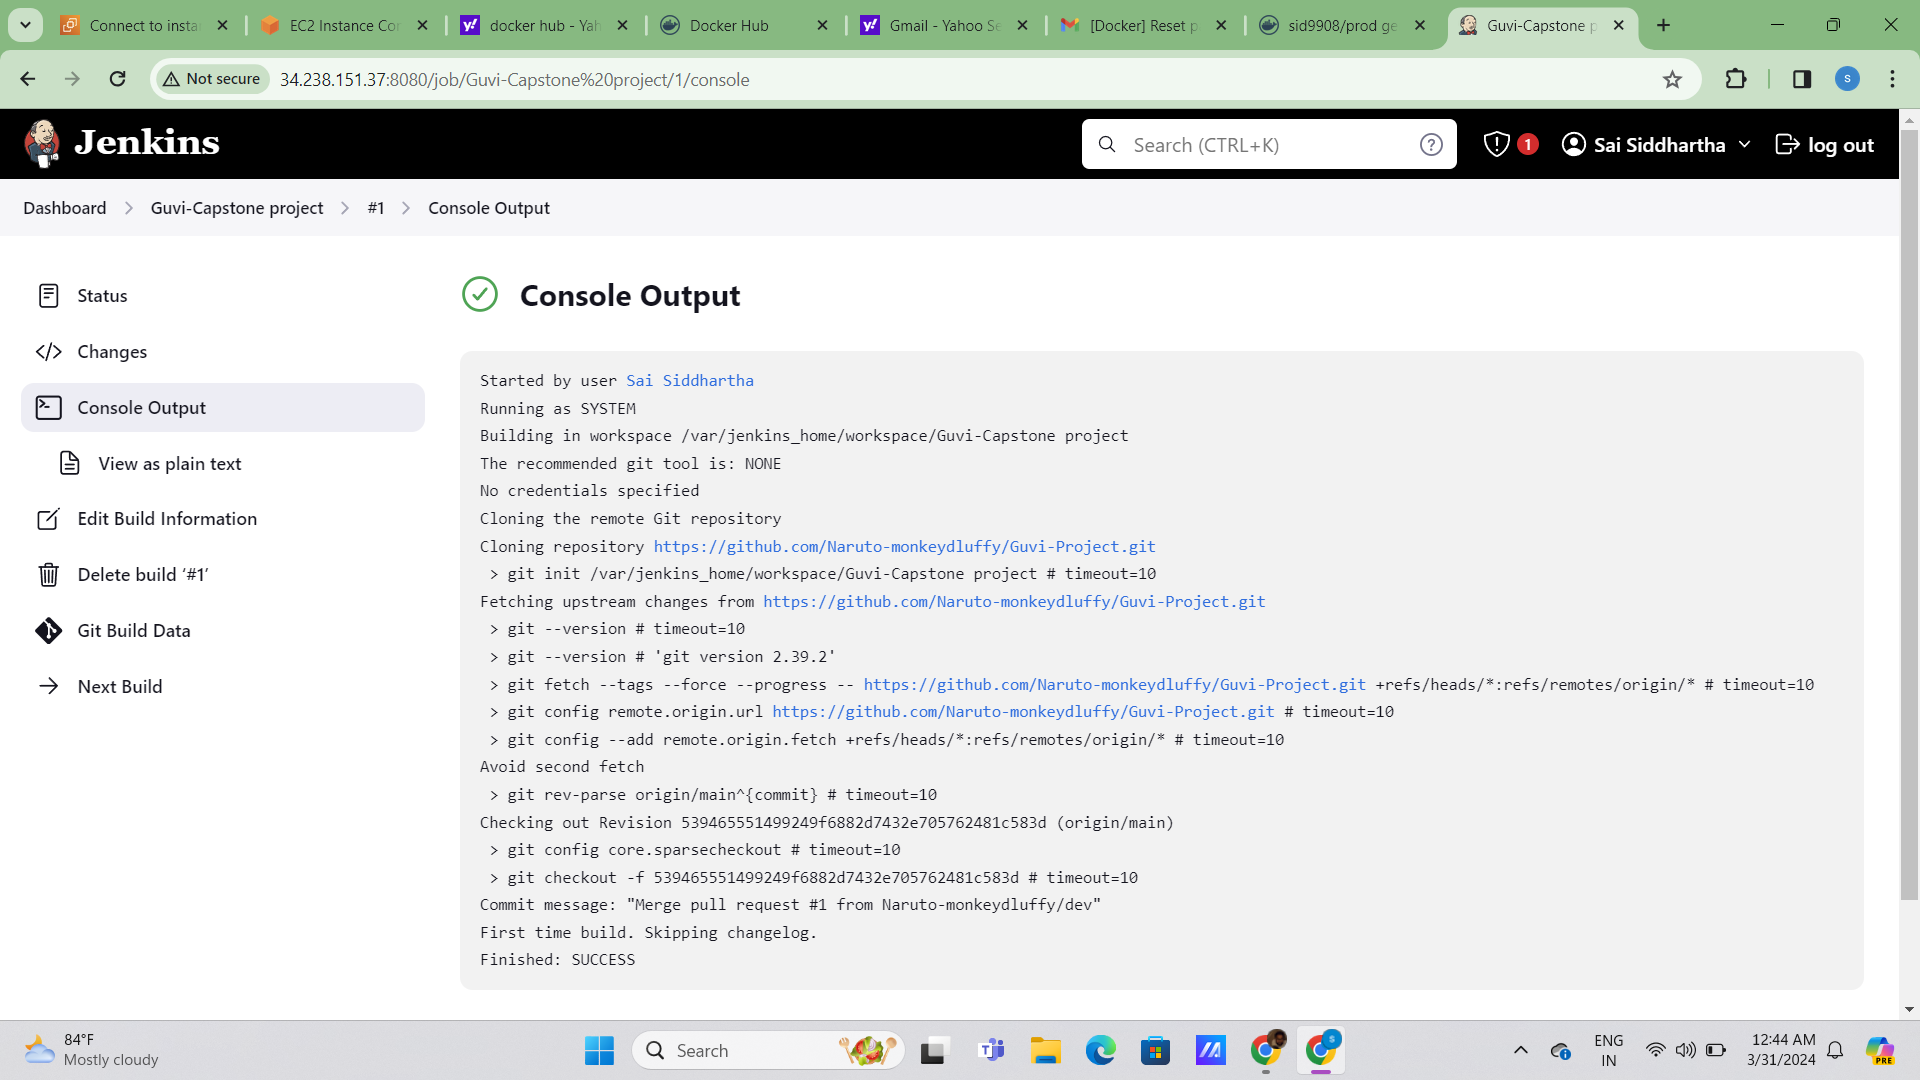 Connect to insta
EC2 Instance Con
docker hub - Yah
Docker Hub
Gmail - Yahoo Se
[Docker] Reset p
sid9908/prod ge
Guvi-Capstone p
Not secure
34.238.151.37:8080/job/Guvi-Capstone%20project/1/console
S
Jenkins
Search (CTRL+K)
?
1
Sai Siddhartha
log out
Dashboard > Guvi-Capstone project > #1 > Console Output
Status
Changes
Console Output
View as plain text
Edit Build Information
Delete build ‘#1’
Git Build Data
Next Build
Console Output
Started by user Sai Siddhartha
Running as SYSTEM
Building in workspace /var/jenkins_home/workspace/Guvi-Capstone project
The recommended git tool is: NONE
No credentials specified
Cloning the remote Git repository
Cloning repository https://github.com/Naruto-monkeydluffy/Guvi-Project.git
> git init /var/jenkins_home/workspace/Guvi-Capstone project # timeout=10
Fetching upstream changes from https://github.com/Naruto-monkeydluffy/Guvi-Project.git
> git --version # timeout=10
> git --version # 'git version 2.39.2'
> git fetch --tags --force --progress -- https://github.com/Naruto-monkeydluffy/Guvi-Project.git +refs/heads/*:refs/remotes/origin/* # timeout=10
> git config remote.origin.url https://github.com/Naruto-monkeydluffy/Guvi-Project.git # timeout=10
> git config --add remote.origin.fetch +refs/heads/*:refs/remotes/origin/* # timeout=10
Avoid second fetch
> git rev-parse origin/main^{commit} # timeout=10
Checking out Revision 539465551499249f6882d7432e705762481c583d (origin/main)
> git config core.sparsecheckout # timeout=10
> git checkout -f 539465551499249f6882d7432e705762481c583d # timeout=10
Commit message: "Merge pull request #1 from Naruto-monkeydluffy/dev"
First time build. Skipping changelog.
Finished: SUCCESS
84°F
Mostly cloudy
Search
ENG
IN
12:44 AM
3/31/2024
PRE